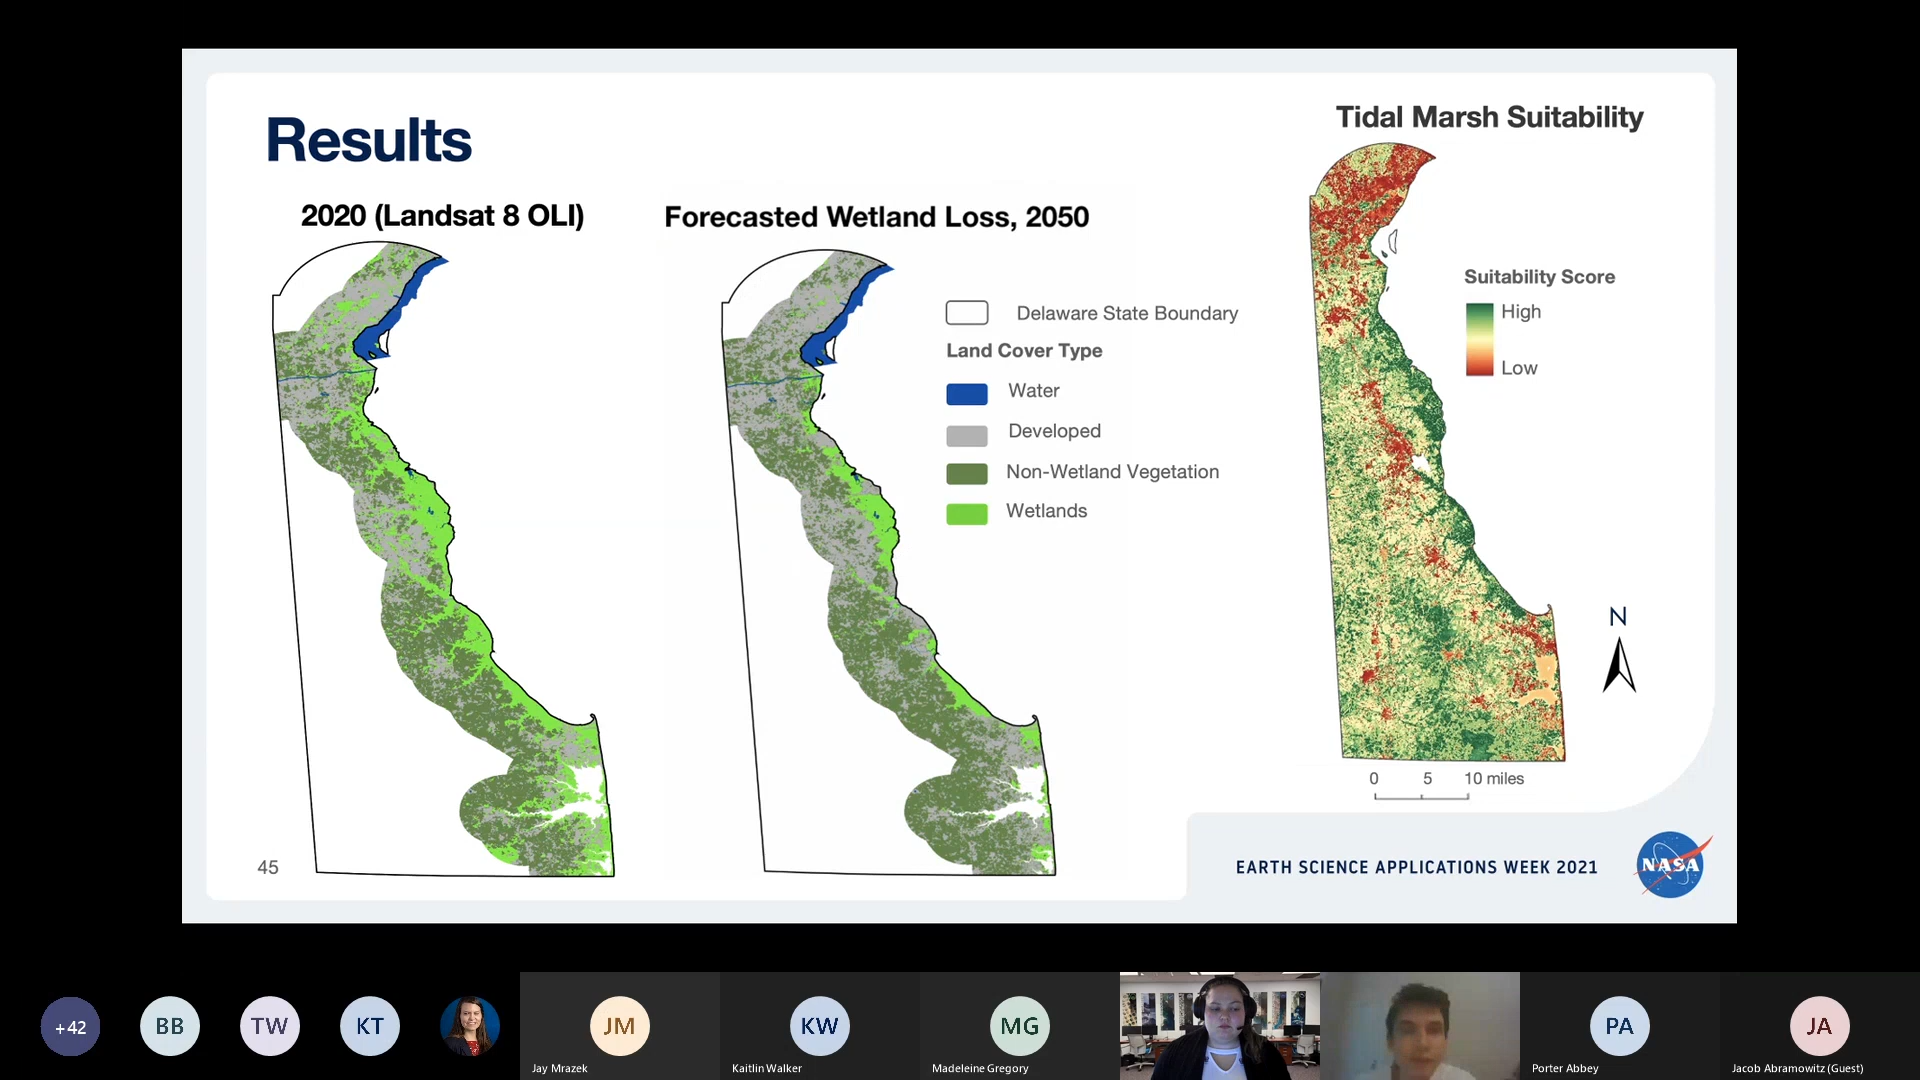 Results
2020 (Landsat 8 OLI)
Forecasted Wetland Loss, 2050
Delaware State Boundary
Land Cover Type
Water
Developed
Non-Wetland Vegetation
Wetlands
Tidal Marsh Suitability
Suitability Score
High
Low
N
0 5 10 miles
45
EARTH SCIENCE APPLICATIONS WEEK 2021
NASA
+42
BB
TW
KT
JM
KW
MG
PA
JA
Jay Mrazek
Kaitlin Walker
Madeleine Gregory
Porter Abbey
Jacob Abramowitz (Guest)